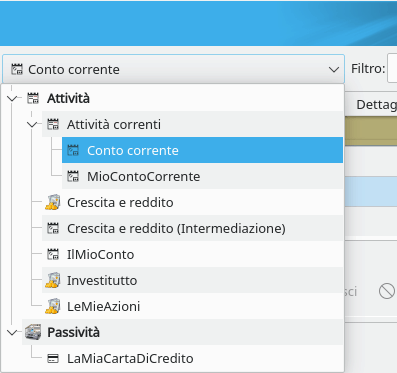 Conto corrente
Filtro:
Attività
Dettag
Attività correnti
Conto corrente
MioContoCorrente
Crescita e reddito
Crescita e reddito (Intermediazione)
IlMioConto
Investitutto
sci
LeMieAzioni
Passività
LaMiaCartaDiCredito